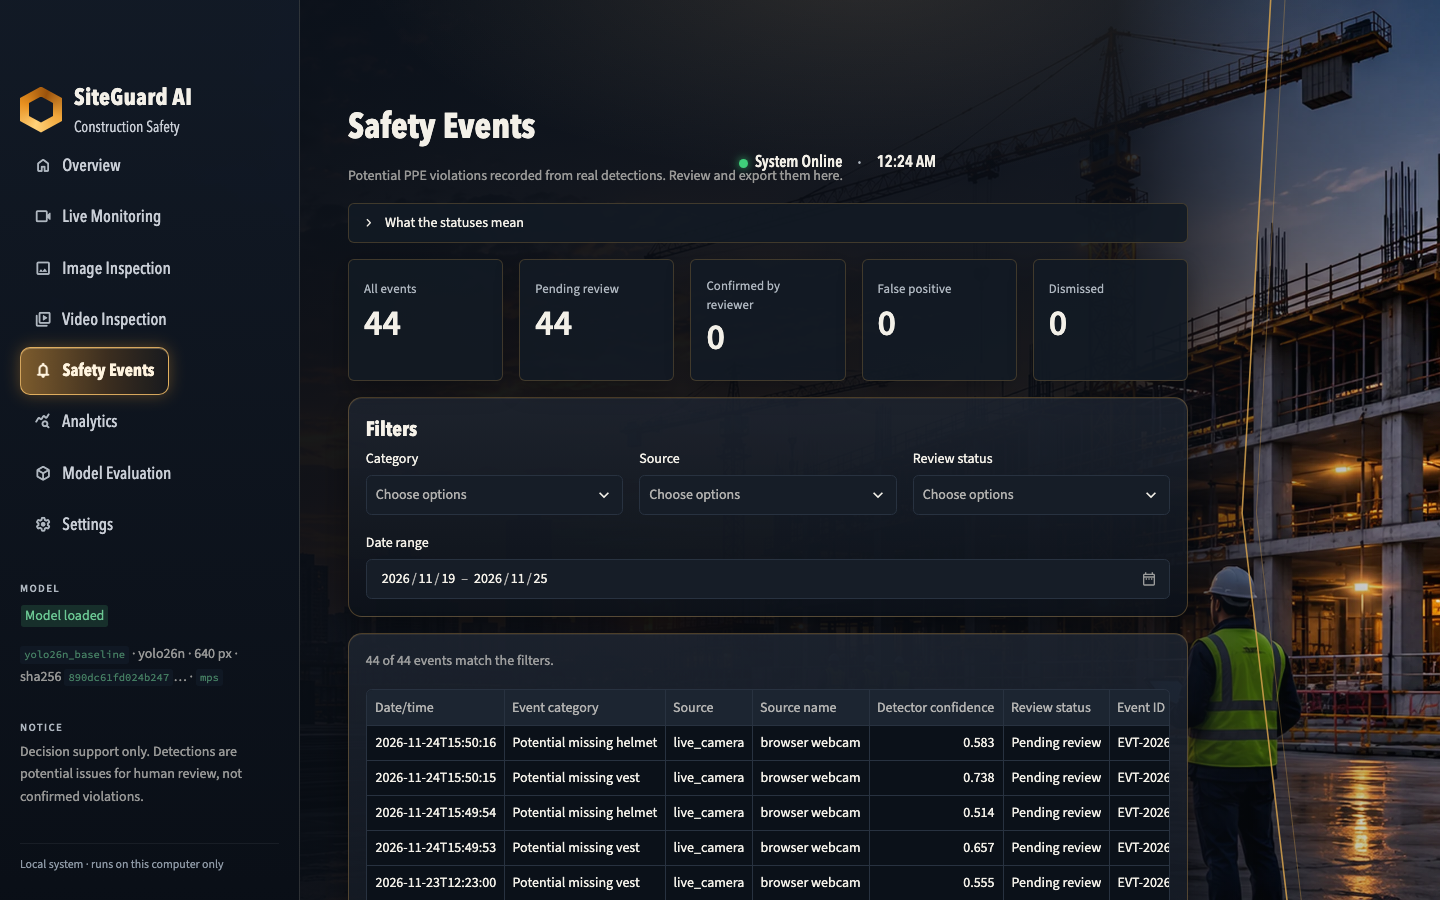 SiteGuard AI
Construction Safety
Overview
Live Monitoring
Image Inspection
Video Inspection
Safety Events
Analytics
Model Evaluation
Settings
MODEL
Model loaded
yolo26n_baseline · yolo26n · 640 px ·
sha256 890dc61fd024b247 …· mps
NOTICE
Decision support only. Detections are
potential issues for human review, not
confirmed violations.
Local system · runs on this computer only
Safety Events
System Online · 12:24 AM
Potential PPE violations recorded from real detections. Review and export them here.
What the statuses mean
All events
44
Pending review
44
Confirmed by
reviewer
0
False positive
0
Dismissed
0
Filters
Category Source Review status
Choose options Choose options Choose options
Date range
2026/11/19 – 2026/11/25
44 of 44 events match the filters.
Date/time Event category Source Source name Detector confidence Review status Event ID
2026-11-24T15:50:16 Potential missing helmet live_camera browser webcam 0.583 Pending review EVT-2026
2026-11-24T15:50:15 Potential missing vest live_camera browser webcam 0.738 Pending review EVT-2026
2026-11-24T15:49:54 Potential missing helmet live_camera browser webcam 0.514 Pending review EVT-2026
2026-11-24T15:49:53 Potential missing vest live_camera browser webcam 0.657 Pending review EVT-2026
2026-11-23T12:23:00 Potential missing vest live_camera browser webcam 0.555 Pending review EVT-2026